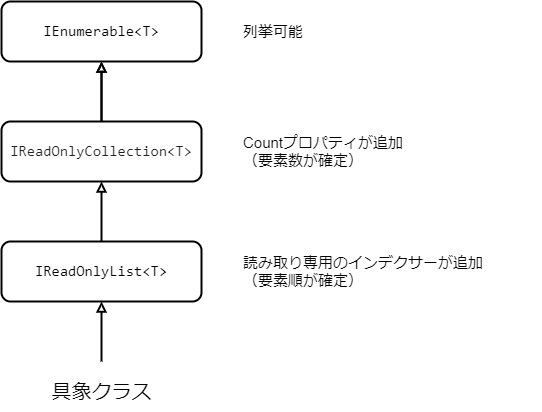 IEnumerable<T>
列挙可能
IReadOnlyCollection<T>
Countプロパティが追加
（要素数が確定）
IReadOnlyList<T>
読み取り専用のインデクサーが追加
（要素順が確定）
具象クラス